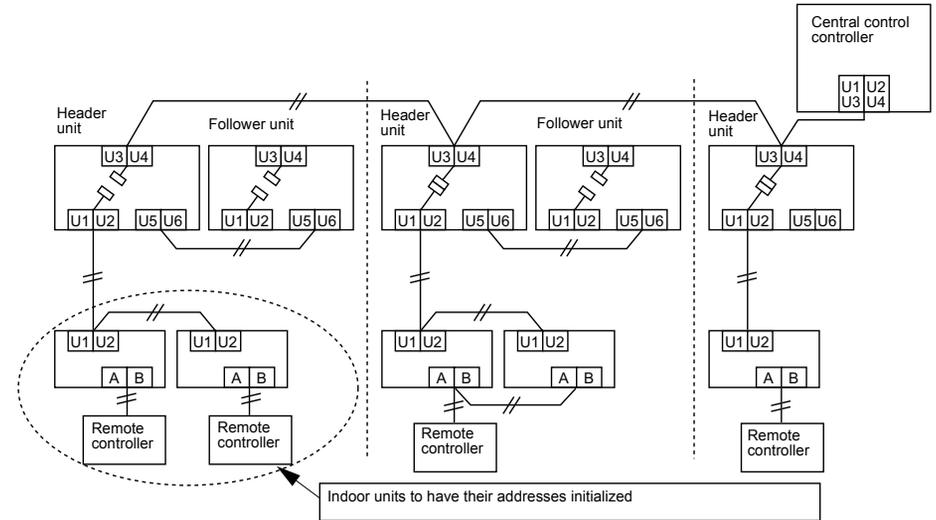 Central control
controller
U1 U2
U3 U4
Header
unit
Follower unit
Header
unit
Follower unit
Header
unit
U3 U4
U3 U4
U3 U4
U3 U4
U3 U4
U1 U2
U5 U6
U1 U2
U5 U6
U1 U2
U5 U6
U1 U2
U5 U6
U1 U2
U5 U6
U1 U2
U1 U2
U1 U2
U1 U2
U1 U2
A B
A B
A B
A B
A B
Remote
controller
Remote
controller
Remote
controller
Remote
controller
Indoor units to have their addresses initialized